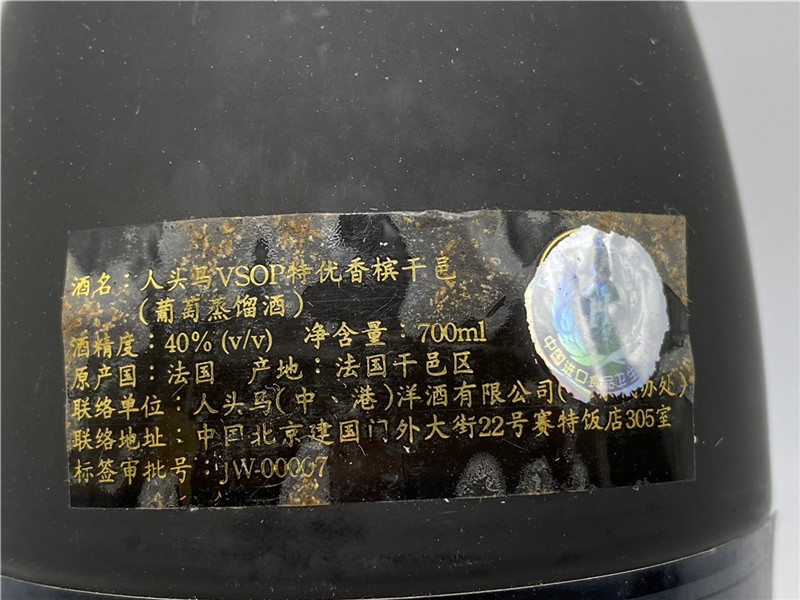 酒名：人头马VSOP特优香槟干邑
(葡萄蒸馏酒)
酒精度：40% (v/v) 净含量：700ml
原产国：法国 产地：法国干邑区
联络单位：人头马(中、港)洋酒有限公司(处)
联络地址：中国北京建国门外大街22号赛特饭店305室
标签审批号：JW-00007
中国进口食品卫生